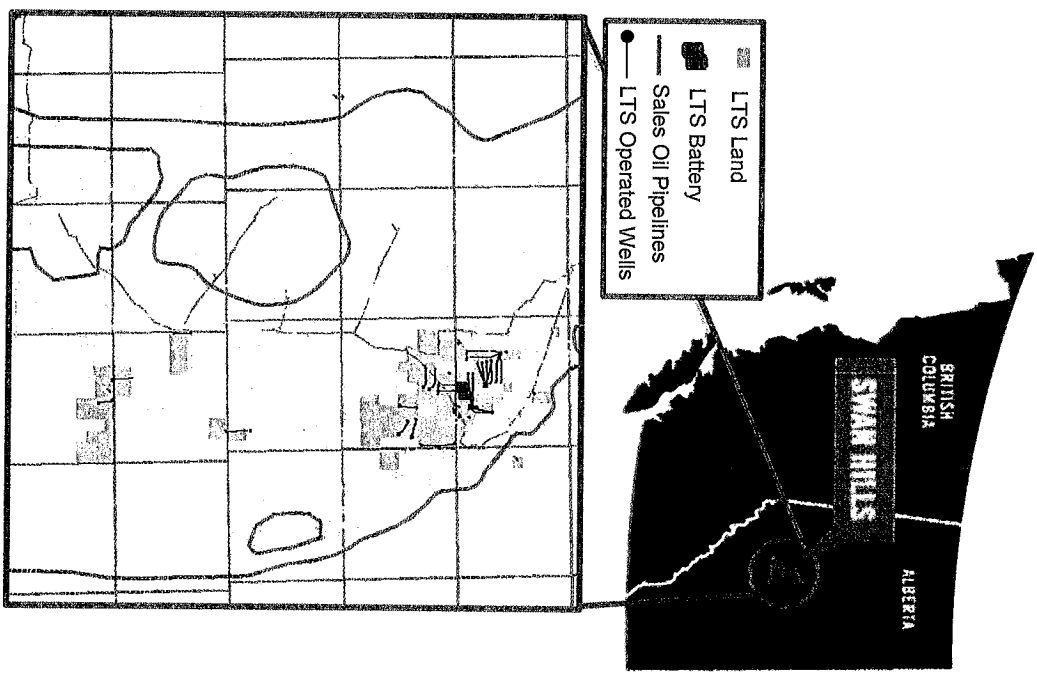 LTS Land
LTS Battery
Sales Oil Pipelines
LTS Operated Wells
BRITISH
COLUMBIA
SWAN HILLS
ALBERTA